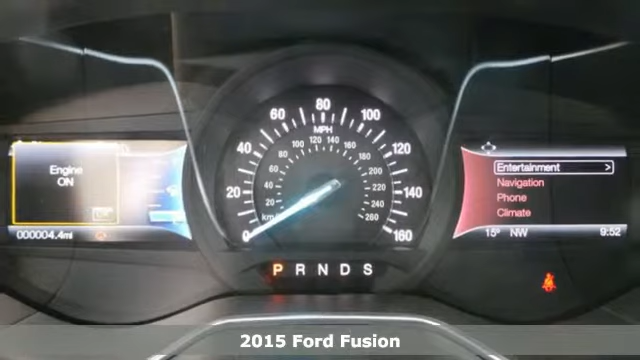 Engine
ON
OK
000004.4mi
0
20
40
60
80
100
120
140
160
MPH
20
40
60
80
100
120
140
160
180
200
220
240
260
km/h
P R N D S
Entertainment >
Navigation
Phone
Climate
15° NW 9:52
2015 Ford Fusion